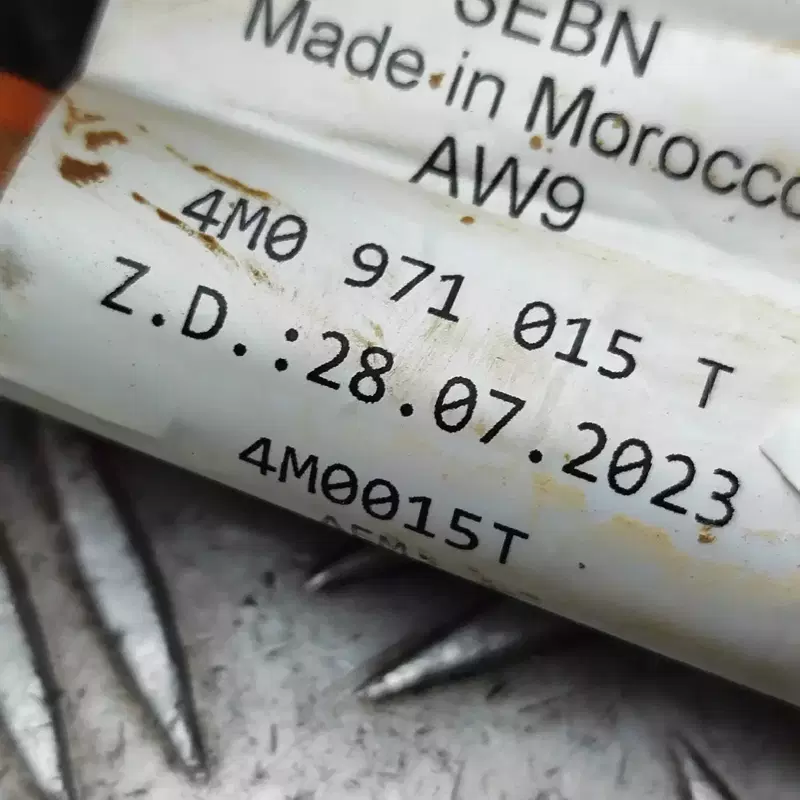 SEBN
Made in Morocco
AW9
4M0 971 015 T
Z.D.:28.07.2023
4M0015T